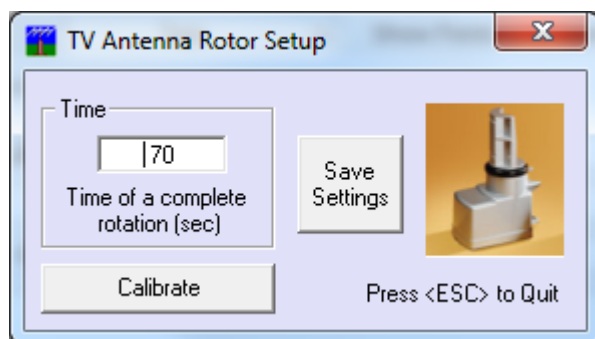 TV Antenna Rotor Setup
Time
70
Time of a complete
rotation (sec)
Save
Settings
Calibrate
Press <ESC> to Quit